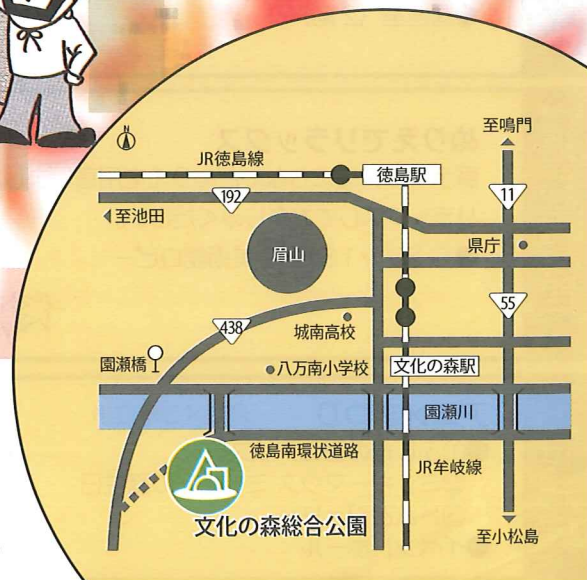 至鳴門
N
JR徳島線
徳島駅
192
11
至池田
県庁
眉山
55
438
城南高校
園瀬橋
八万南小学校
文化の森駅
園瀬川
徳島南環状道路
JR牟岐線
文化の森総合公園
至小松島